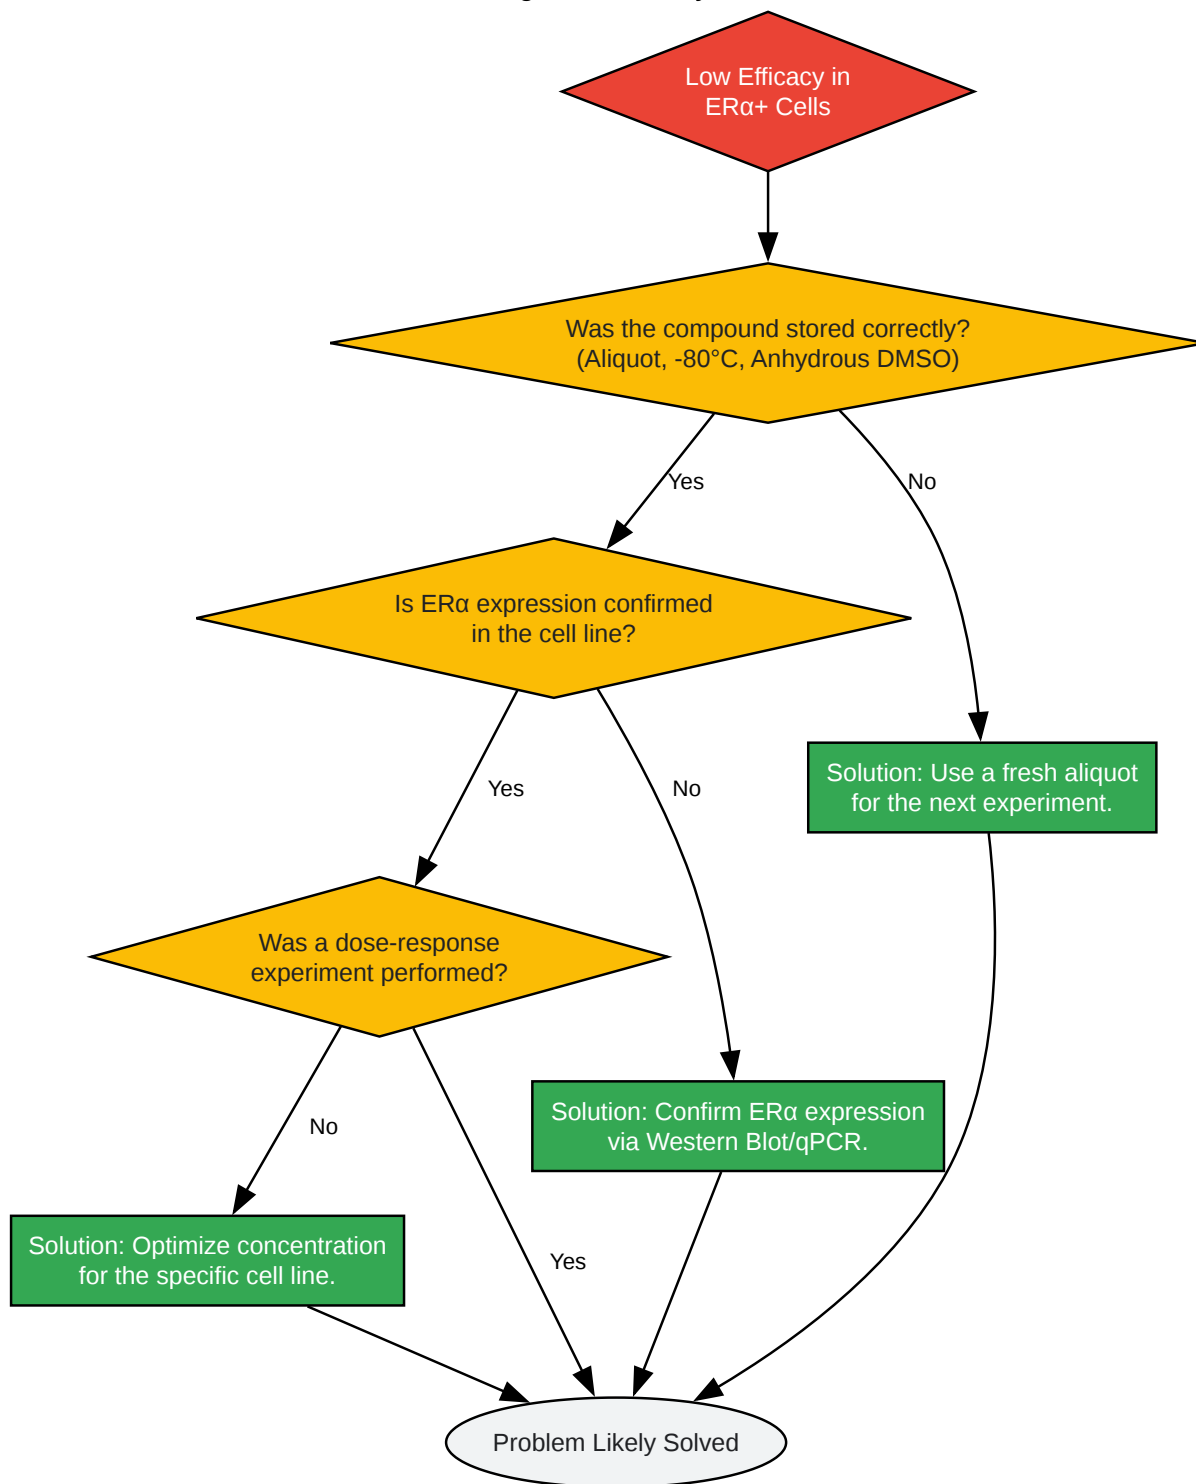 Low Efficacy in
ERα+ Cells
Was the compound stored correctly?
(Aliquot, -80°C, Anhydrous DMSO)
Yes
No
Is ERα expression confirmed
in the cell line?
Solution: Use a fresh aliquot
for the next experiment.
Yes
No
Was a dose-response
experiment performed?
Solution: Confirm ERα expression
via Western Blot/qPCR.
No
Solution: Optimize concentration
for the specific cell line.
Yes
Problem Likely Solved